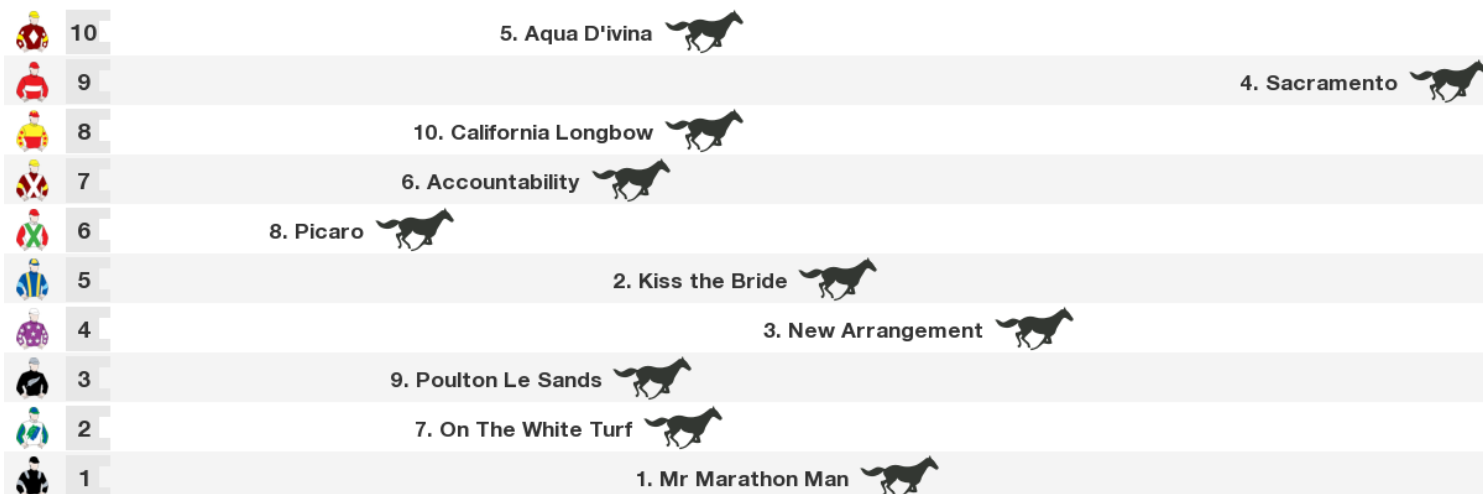 10 5. Aqua D'ivina
9 4. Sacramento
8 10. California Longbow
7 6. Accountability
6 8. Picaro
5 2. Kiss the Bride
4 3. New Arrangement
3 9. Poulton Le Sands
2 7. On The White Turf
1 1. Mr Marathon Man